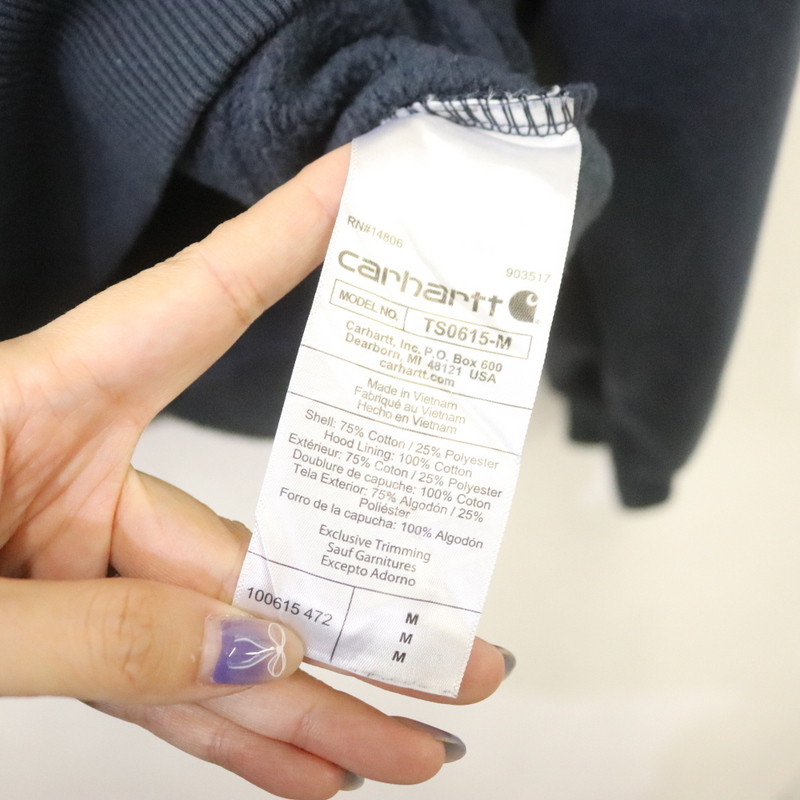 RN#14806
903517
carhartt
MODEL NO. TS0615-M
Carhartt, Inc. P.O. Box 600
Dearborn, MI 48121 USA
carhartt.com
Made in Vietnam
Fabriqué au Vietnam
Hecho en Vietnam
Shell: 75% Cotton / 25% Polyester
Hood Lining: 100% Cotton
Extérieur: 75% Coton / 25% Polyester
Doublure de capuche: 100% Coton
Tela Exterior: 75% Algodón / 25%
Poliéster
Forro de la capucha: 100% Algodón
Exclusive Trimming
Sauf Garnitures
Excepto Adorno
100615 472
M
M
M